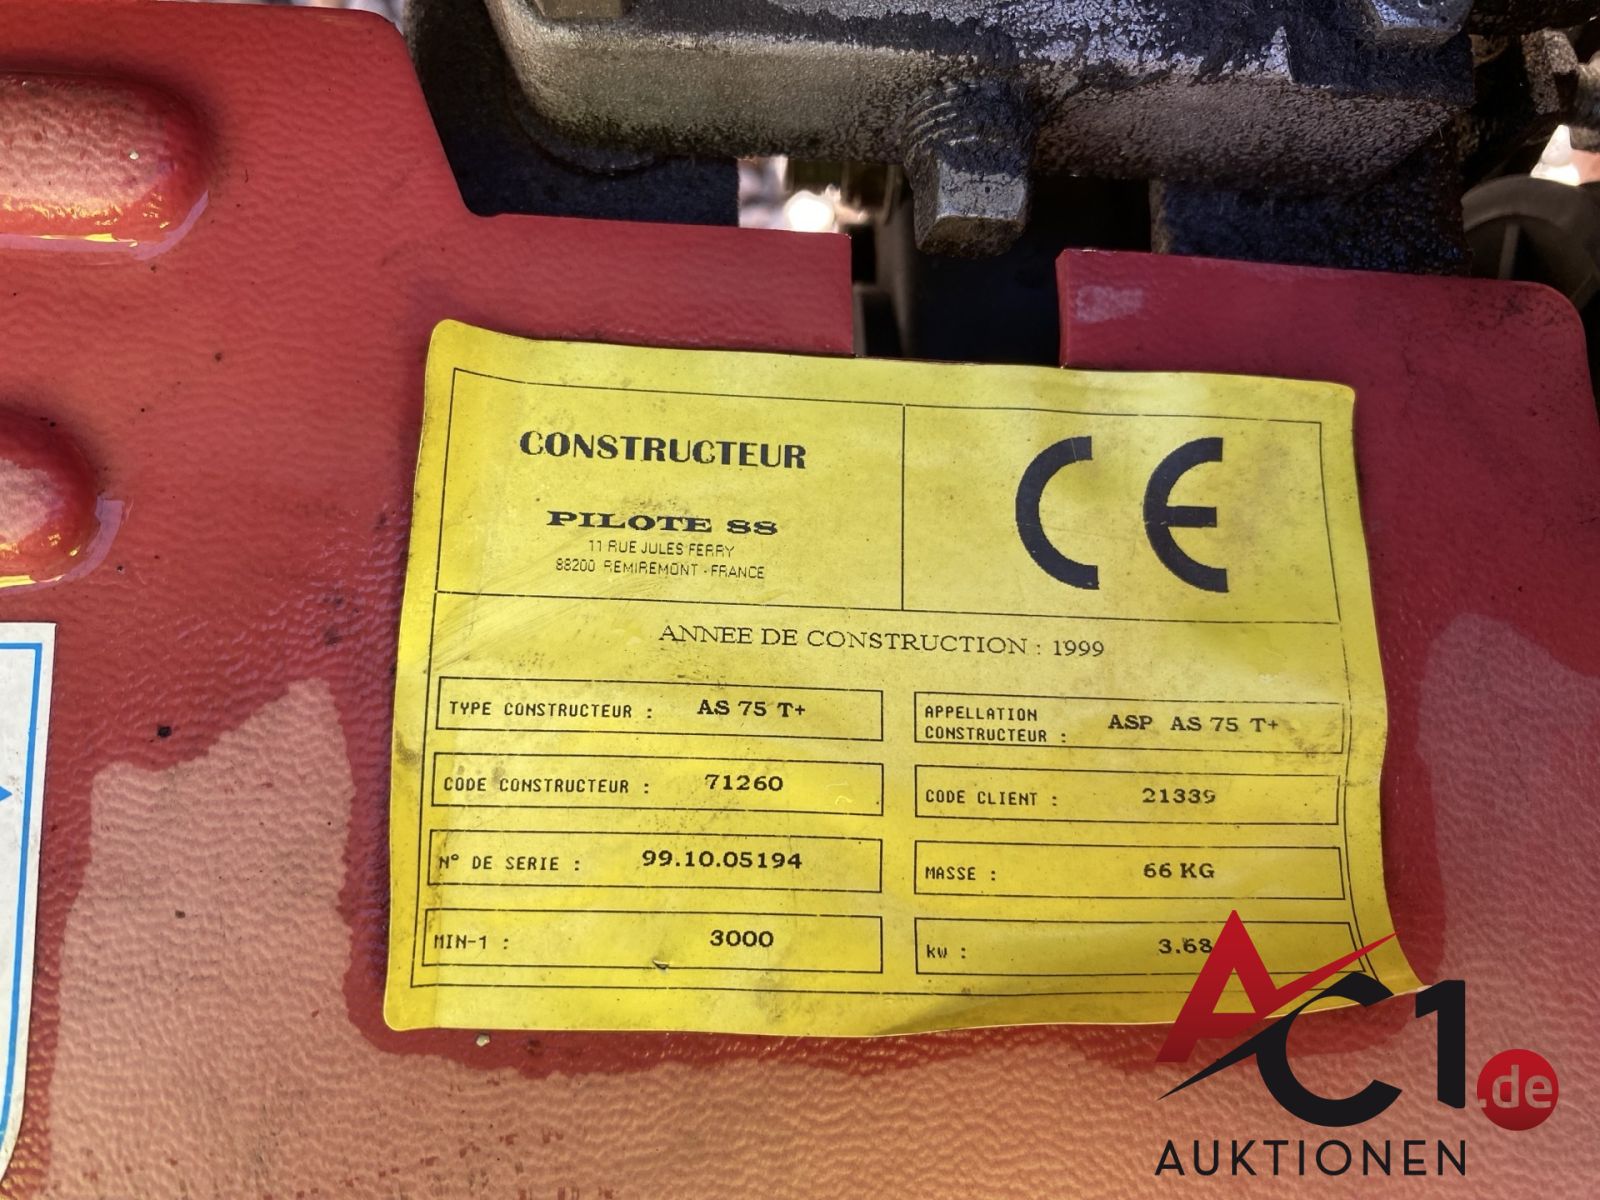 CONSTRUCTEUR
PILOTE 88
11 RUE JULES FERRY
88200 REMIREMONT - FRANCE
CE
ANNEE DE CONSTRUCTION : 1999
TYPE CONSTRUCTEUR : AS 75 T+
APPELLATION
CONSTRUCTEUR : ASP AS 75 T+
CODE CONSTRUCTEUR : 71260
CODE CLIENT : 21339
N° DE SERIE : 99.10.05194
MASSE : 66 KG
MIN-1 : 3000
kw : 3.68
AC1.de
AUKTIONEN